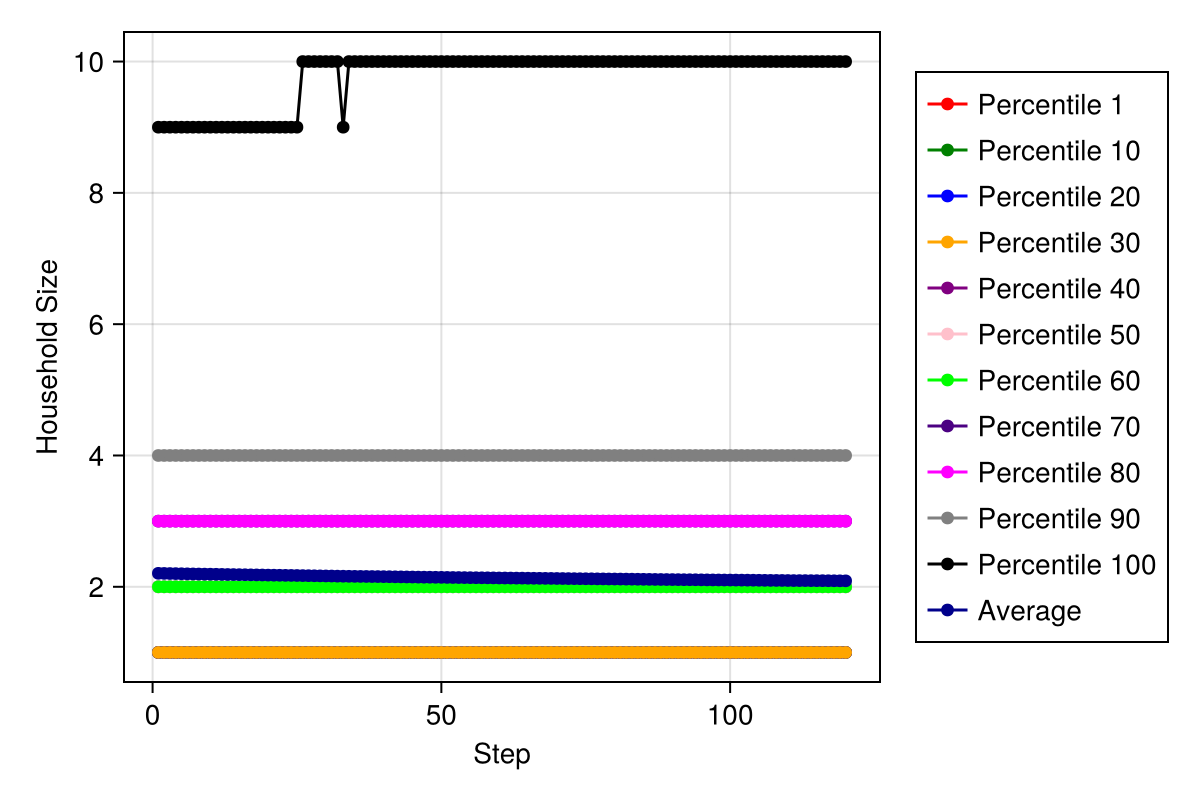 10
8
6
4
2
Household Size
0
50
100
Step
Percentile 1
Percentile 10
Percentile 20
Percentile 30
Percentile 40
Percentile 50
Percentile 60
Percentile 70
Percentile 80
Percentile 90
Percentile 100
Average